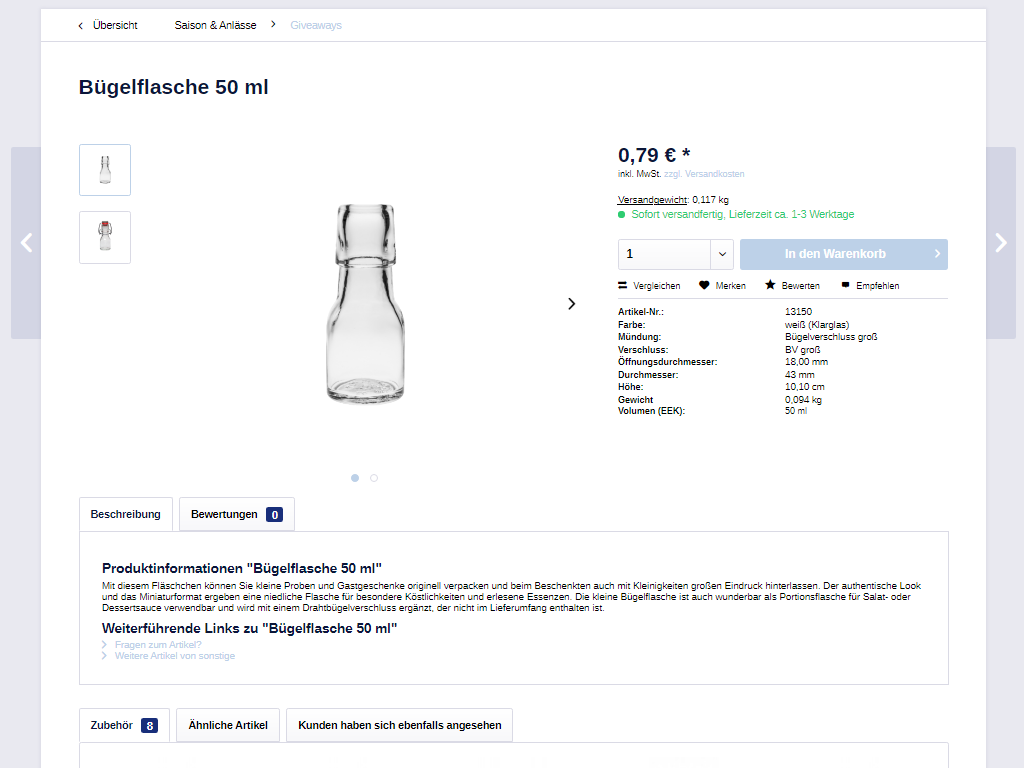 Übersicht
Saison & Anlässe
Giveaways
Bügelflasche 50 ml
0,79 € *
inkl. MwSt. zzgl. Versandkosten
Versandgewicht: 0,117 kg
Sofort versandfertig, Lieferzeit ca. 1-3 Werktage
1
In den Warenkorb
Vergleichen
Merken
Bewerten
Empfehlen
Artikel-Nr.: 13150
Farbe: weiß (Klarglas)
Mündung: Bügelverschluss groß
Verschluss: BV groß
Öffnungsdurchmesser: 18,00 mm
Durchmesser: 43 mm
Höhe: 10,10 cm
Gewicht 0,094 kg
Volumen (EEK): 50 ml
Beschreibung
Bewertungen 0
Produktinformationen "Bügelflasche 50 ml"
Mit diesem Fläschchen können Sie kleine Proben und Gastgeschenke originell verpacken und beim Beschenkten auch mit Kleinigkeiten großen Eindruck hinterlassen. Der authentische Look
und das Miniaturformat ergeben eine niedliche Flasche für besondere Köstlichkeiten und erlesene Essenzen. Die kleine Bügelflasche ist auch wunderbar als Portionsflasche für Salat- oder
Dessertsauce verwendbar und wird mit einem Drahtbügelverschluss ergänzt, der nicht im Lieferumfang enthalten ist.
Weiterführende Links zu "Bügelflasche 50 ml"
Fragen zum Artikel?
Weitere Artikel von sonstige
Zubehör 8
Ähnliche Artikel
Kunden haben sich ebenfalls angesehen